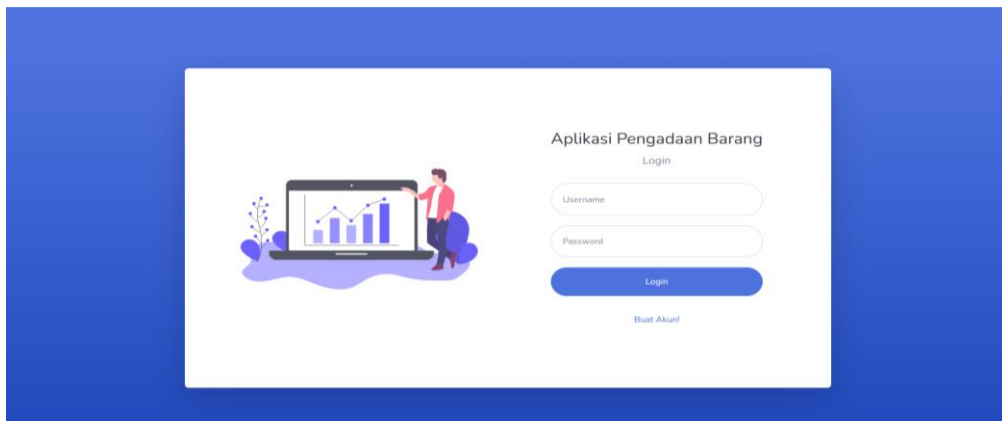 Aplikasi Pengadaan Barang
Login
Username
Password
Login
Buat Akun!